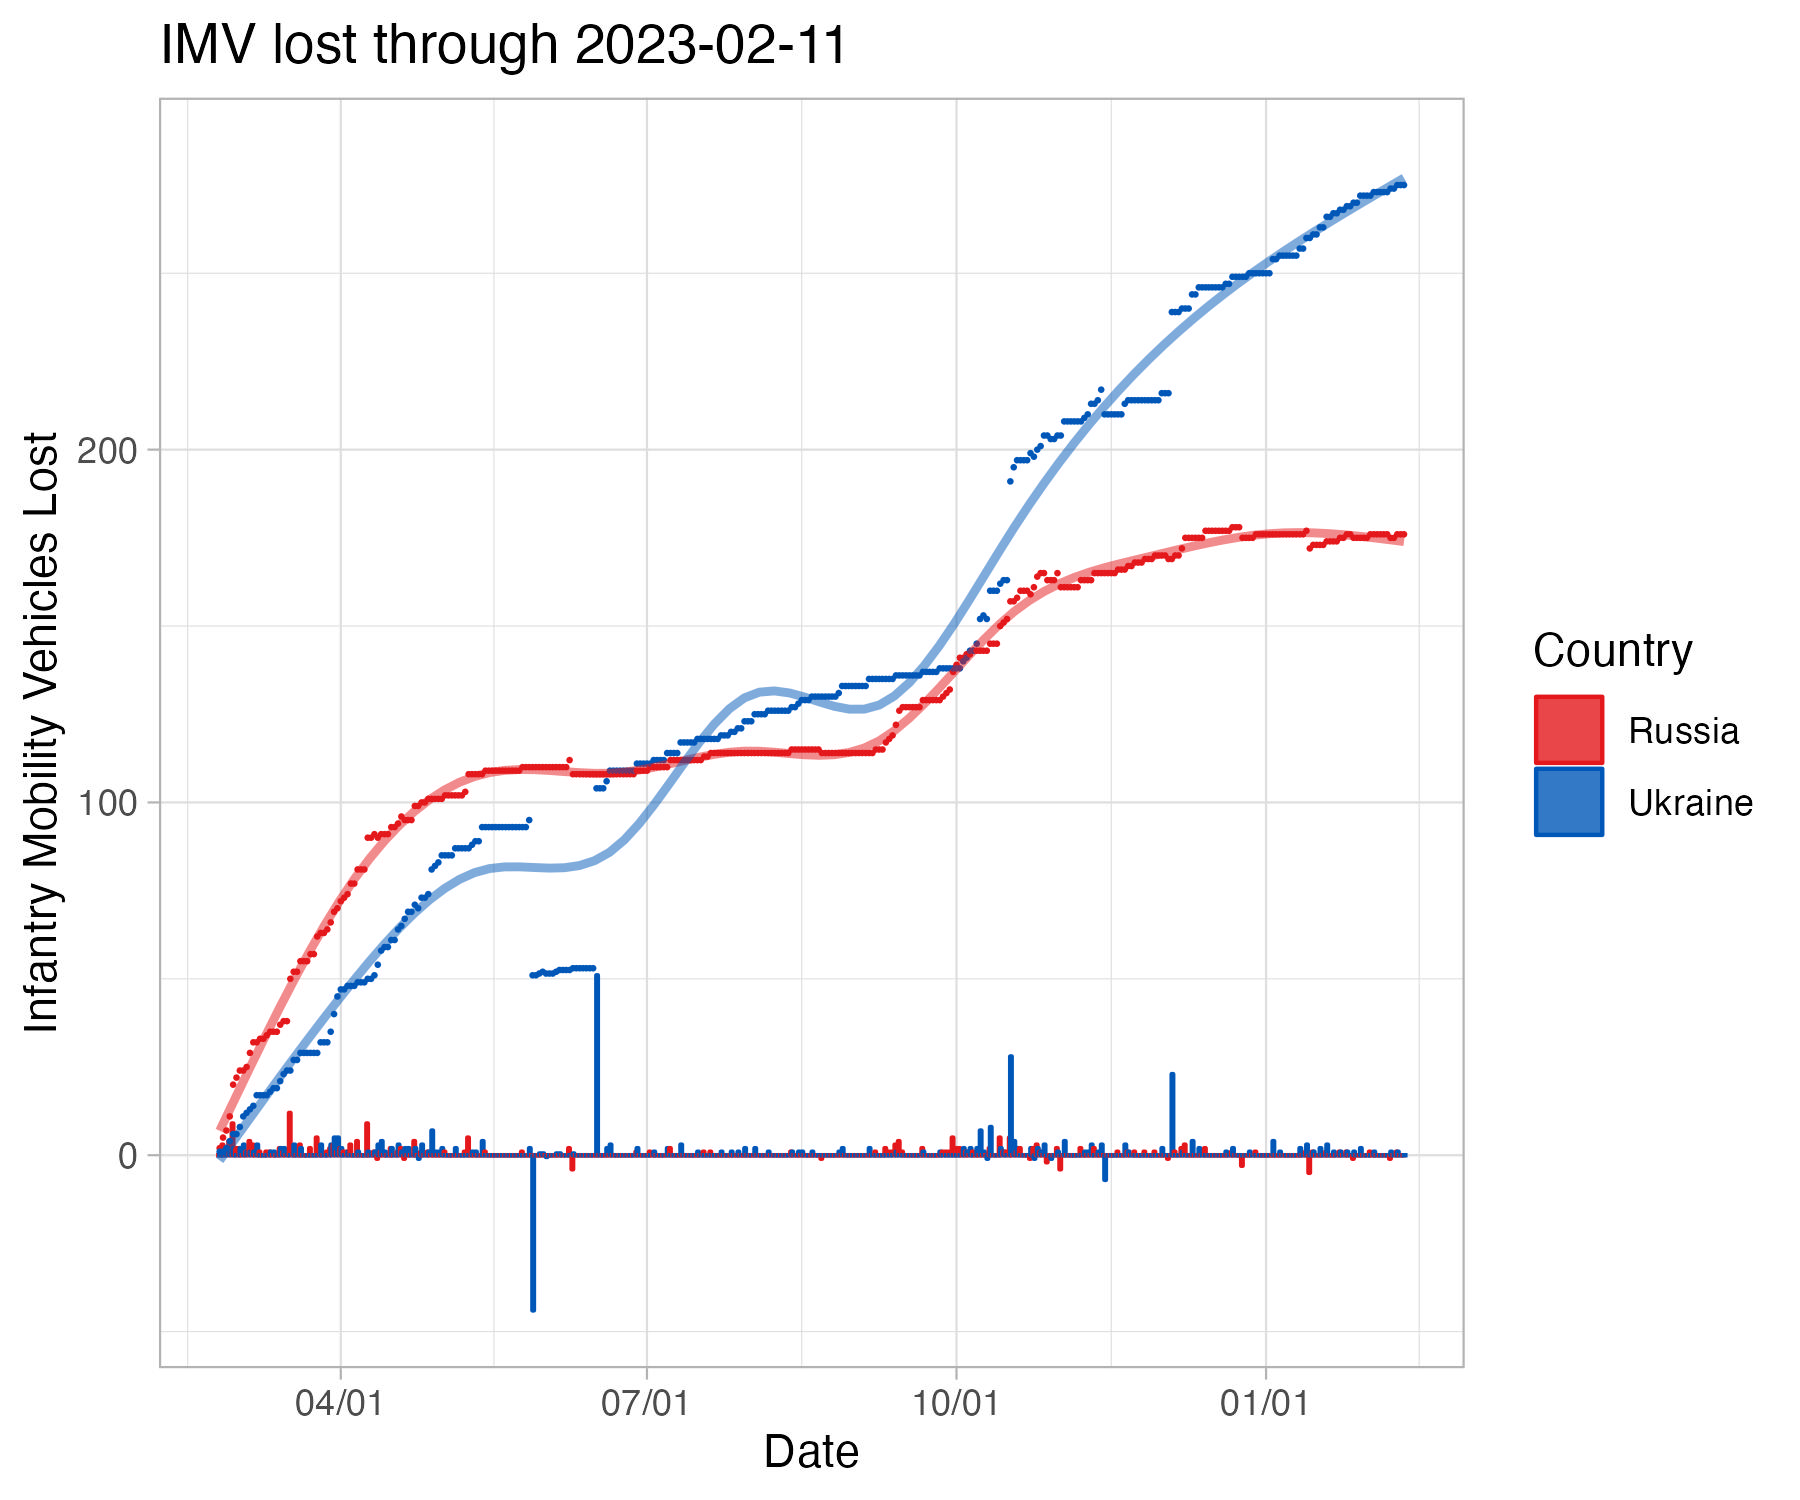 IMV lost through 2023-02-11
Infantry Mobility Vehicles Lost
200
100
0
04/01
07/01
10/01
01/01
Date
Country
Russia
Ukraine